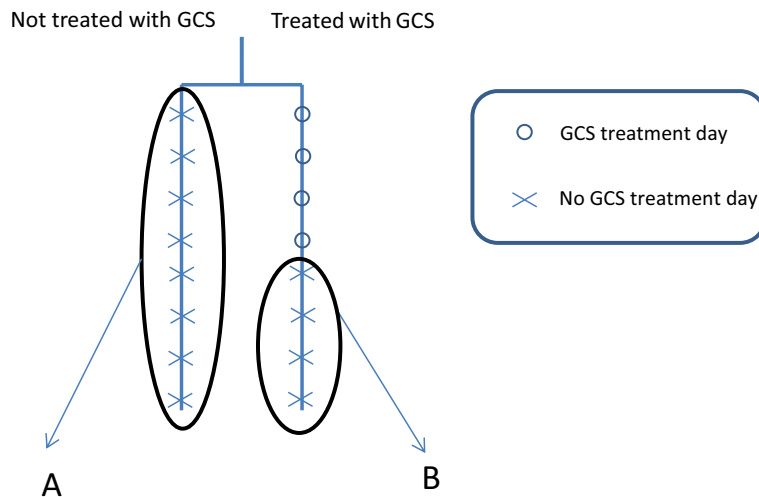 Not treated with GCS
Treated with GCS
GCS treatment day
No GCS treatment day
A
B